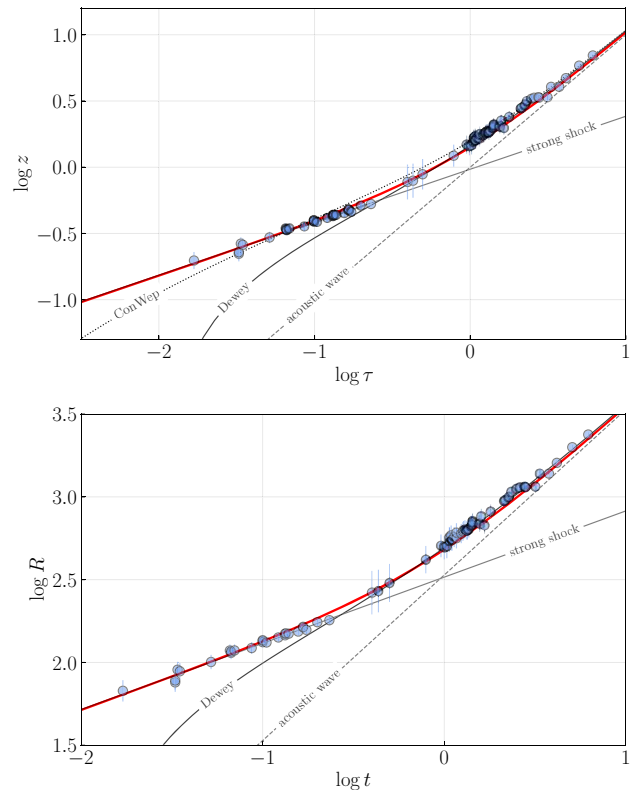 1.0
0.5
0.0
−0.5
−1.0
log z
strong shock
ConWep
Dewey
acoustic wave
−2
−1
0
1
log τ
3.5
3.0
2.5
2.0
1.5
log R
strong shock
Dewey
acoustic wave
−2
−1
0
1
log t